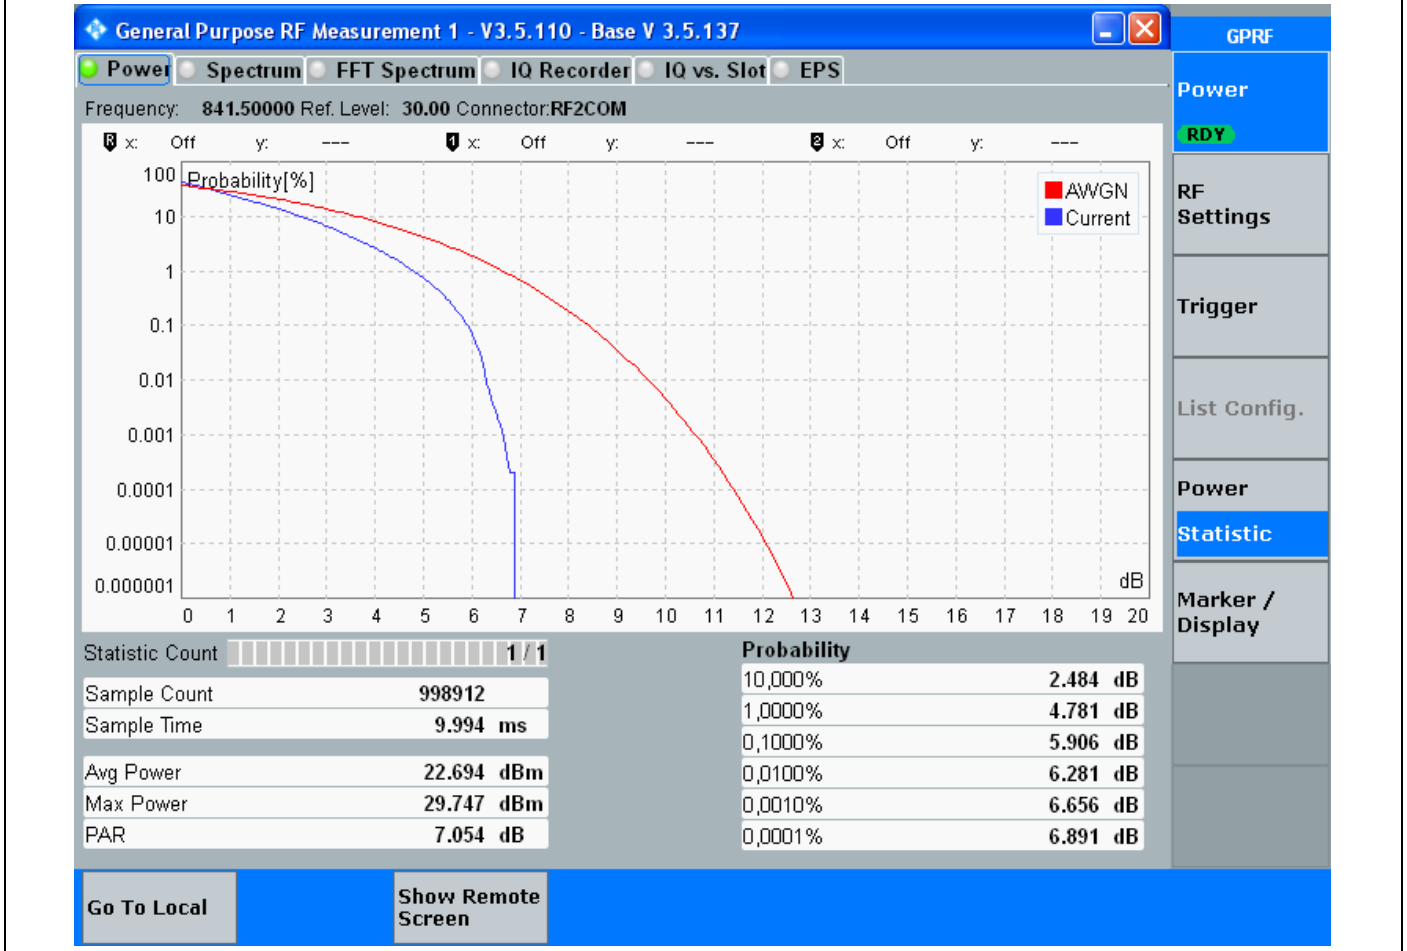 General Purpose RF Measurement 1 - V3.5.110 - Base V 3.5.137
GPRF
Power Spectrum FFT Spectrum IQ Recorder IQ vs. Slot EPS
Frequency: 841.50000 Ref. Level: 30.00 Connector:RF2COM
R x: Off y: --- 1 x: Off y: --- 2 x: Off y: ---
Probability[%]
100
10
1
0.1
0.01
0.001
0.0001
0.00001
0.000001
AWGN
Current
dB
0 1 2 3 4 5 6 7 8 9 10 11 12 13 14 15 16 17 18 19 20
Statistic Count 1 / 1
Sample Count 998912
Sample Time 9.994 ms
Avg Power 22.694 dBm
Max Power 29.747 dBm
PAR 7.054 dB
Probability
10,000% 2.484 dB
1,0000% 4.781 dB
0,1000% 5.906 dB
0,0100% 6.281 dB
0,0010% 6.656 dB
0,0001% 6.891 dB
Power
RDY
RF
Settings
Trigger
List Config.
Power
Statistic
Marker /
Display
Go To Local
Show Remote
Screen